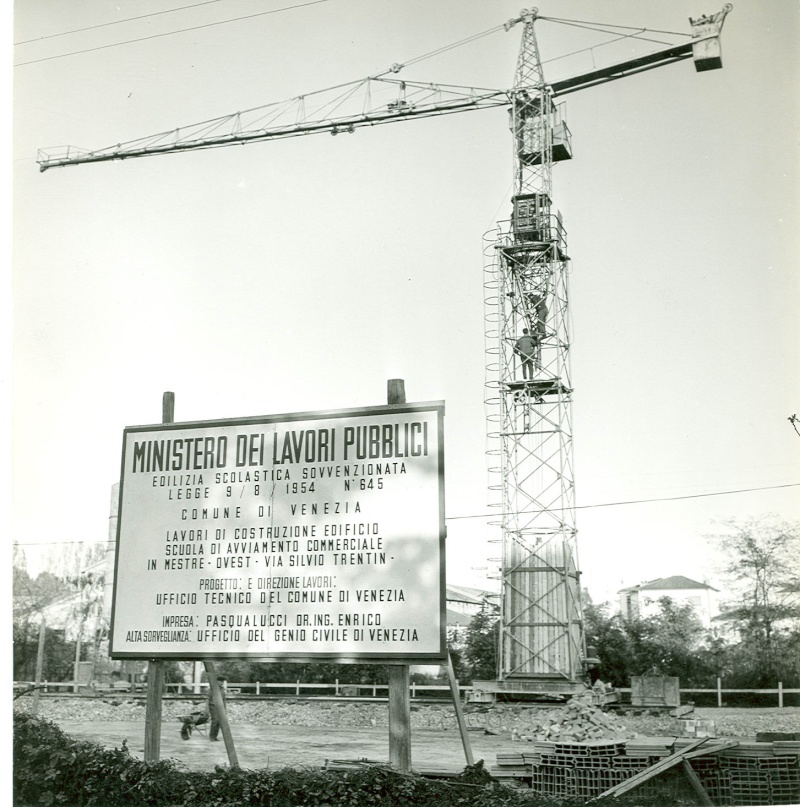 MINISTERO DEI LAVORI PUBBLICI
EDILIZIA SCOLASTICA SOVVENZIONATA
LEGGE 9/8/1954 N° 645
COMUNE DI VENEZIA
LAVORI DI COSTRUZIONE EDIFICIO
SCUOLA DI AVVIAMENTO COMMERCIALE
IN MESTRE-OVEST-VIA SILVIO TRENTIN-
PROGETTO: E DIREZIONE LAVORI:
UFFICIO TECNICO DEL COMUNE DI VENEZIA
IMPRESA: PASQUALUCCI DR. ING. ENRICO
ALTA SORVEGLIANZA: UFFICIO DEL GENIO CIVILE DI VENEZIA